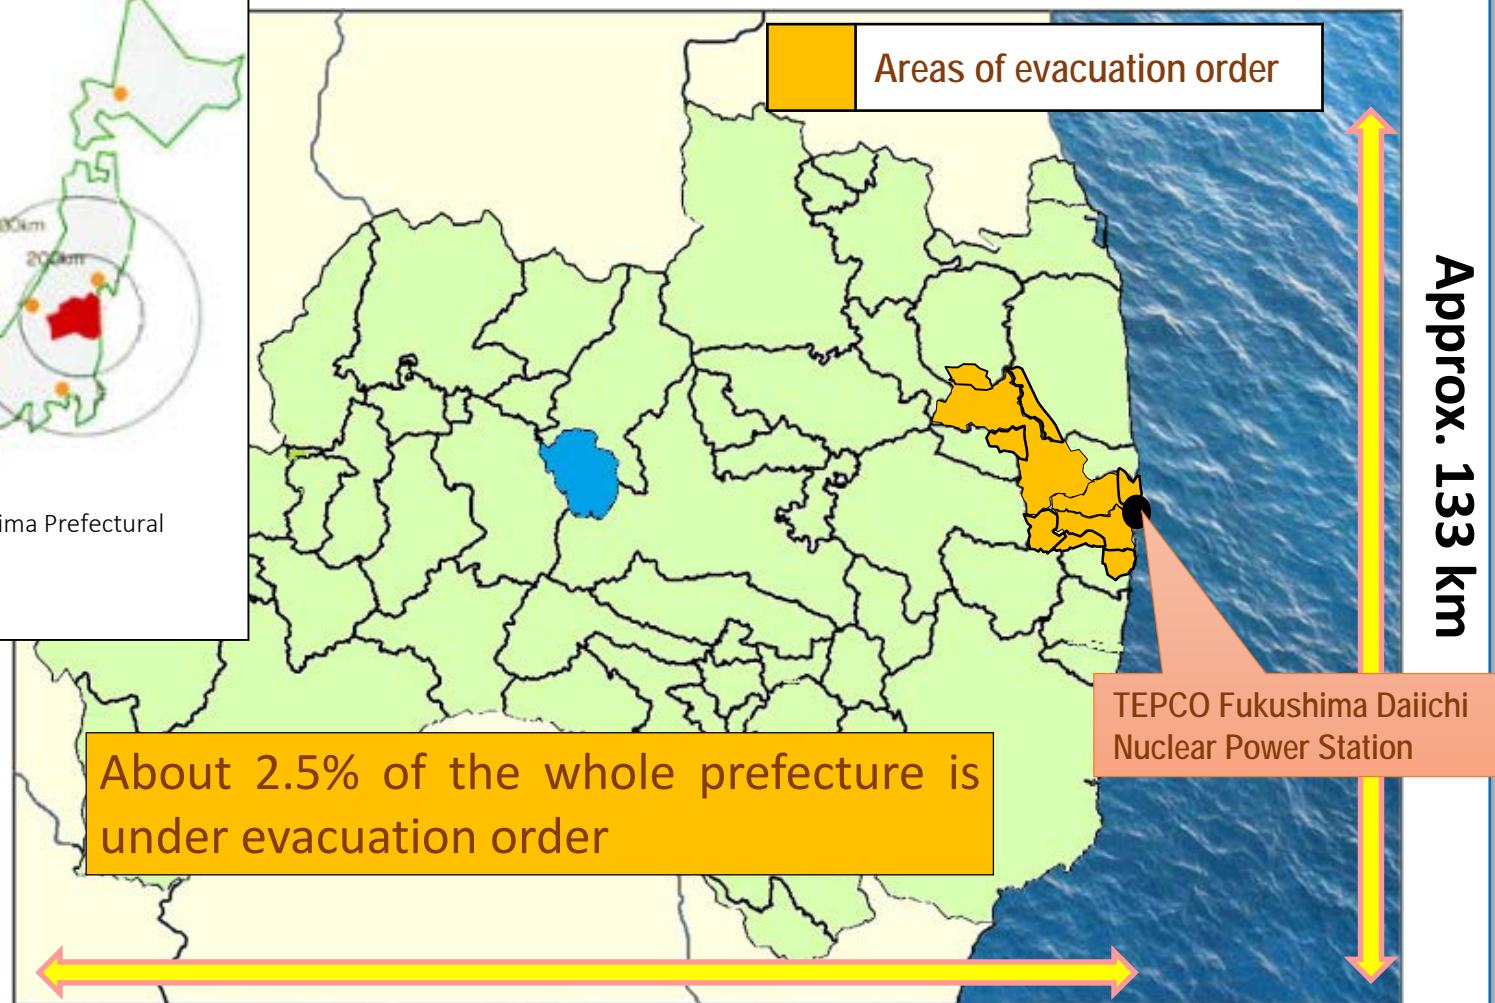 Areas of evacuation order
200km
ima Prefectural
Approx. 133 km
TEPCO Fukushima Daiichi
Nuclear Power Station
About 2.5% of the whole prefecture is
under evacuation order